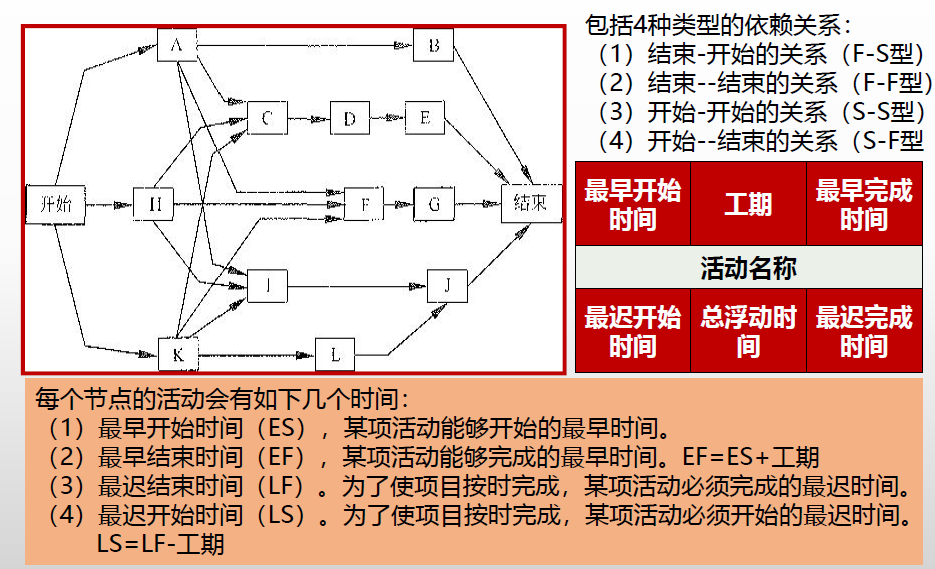 包括4种类型的依赖关系：
（1）结束-开始的关系（F-S型）
（2）结束--结束的关系（F-F型）
（3）开始-开始的关系（S-S型）
（4）开始--结束的关系（S-F型
A
B
C
D
E
开始
H
F
G
结束
I
J
K
L
最早开始时间
工期
最早完成时间
活动名称
最迟开始时间
总浮动时间
最迟完成时间
每个节点的活动会有如下几个时间：
（1）最早开始时间（ES），某项活动能够开始的最早时间。
（2）最早结束时间（EF），某项活动能够完成的最早时间。EF=ES+工期
（3）最迟结束时间（LF）。为了使项目按时完成，某项活动必须完成的最迟时间。
（4）最迟开始时间（LS）。为了使项目按时完成，某项活动必须开始的最迟时间。
LS=LF-工期